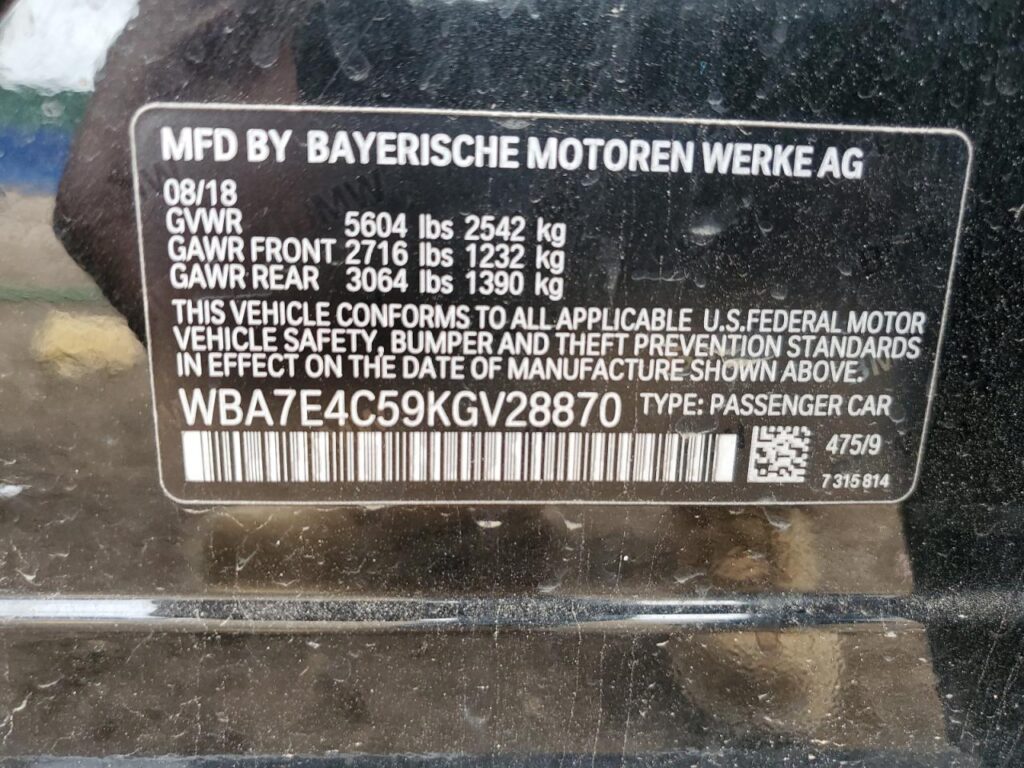 MFD BY BAYERISCHE MOTOREN WERKE AG
08/18
GVWR 5604 lbs 2542 kg
GAWR FRONT 2716 lbs 1232 kg
GAWR REAR 3064 lbs 1390 kg
THIS VEHICLE CONFORMS TO ALL APPLICABLE U.S.FEDERAL MOTOR
VEHICLE SAFETY, BUMPER AND THEFT PREVENTION STANDARDS
IN EFFECT ON THE DATE OF MANUFACTURE SHOWN ABOVE.
WBA7E4C59KGV28870 TYPE: PASSENGER CAR
475/9
7 315 814